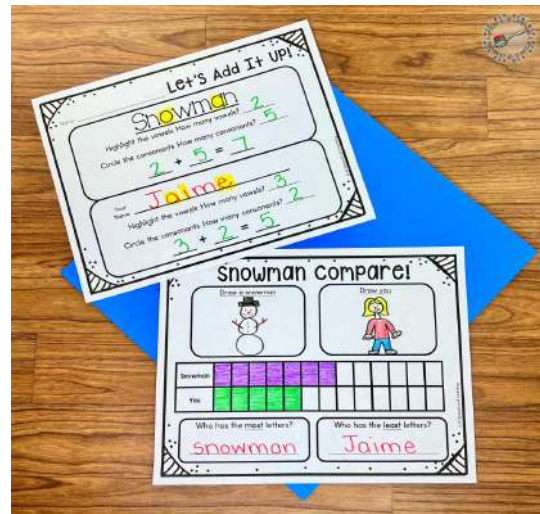 Let's Add It Up!
Name
Snowman
Highlight the vowels How many vowels? 2
Circle the consonants How many consonants? 5
2 + 5 = 7
Your Name Jaime
Highlight the vowels How many vowels? 3
Circle the consonants How many consonants? 2
3 + 2 = 5
Snowman Compare!
Draw a snowman Draw you
Snowman
You
Who has the most letters? Who has the least letters?
snowman Jaime